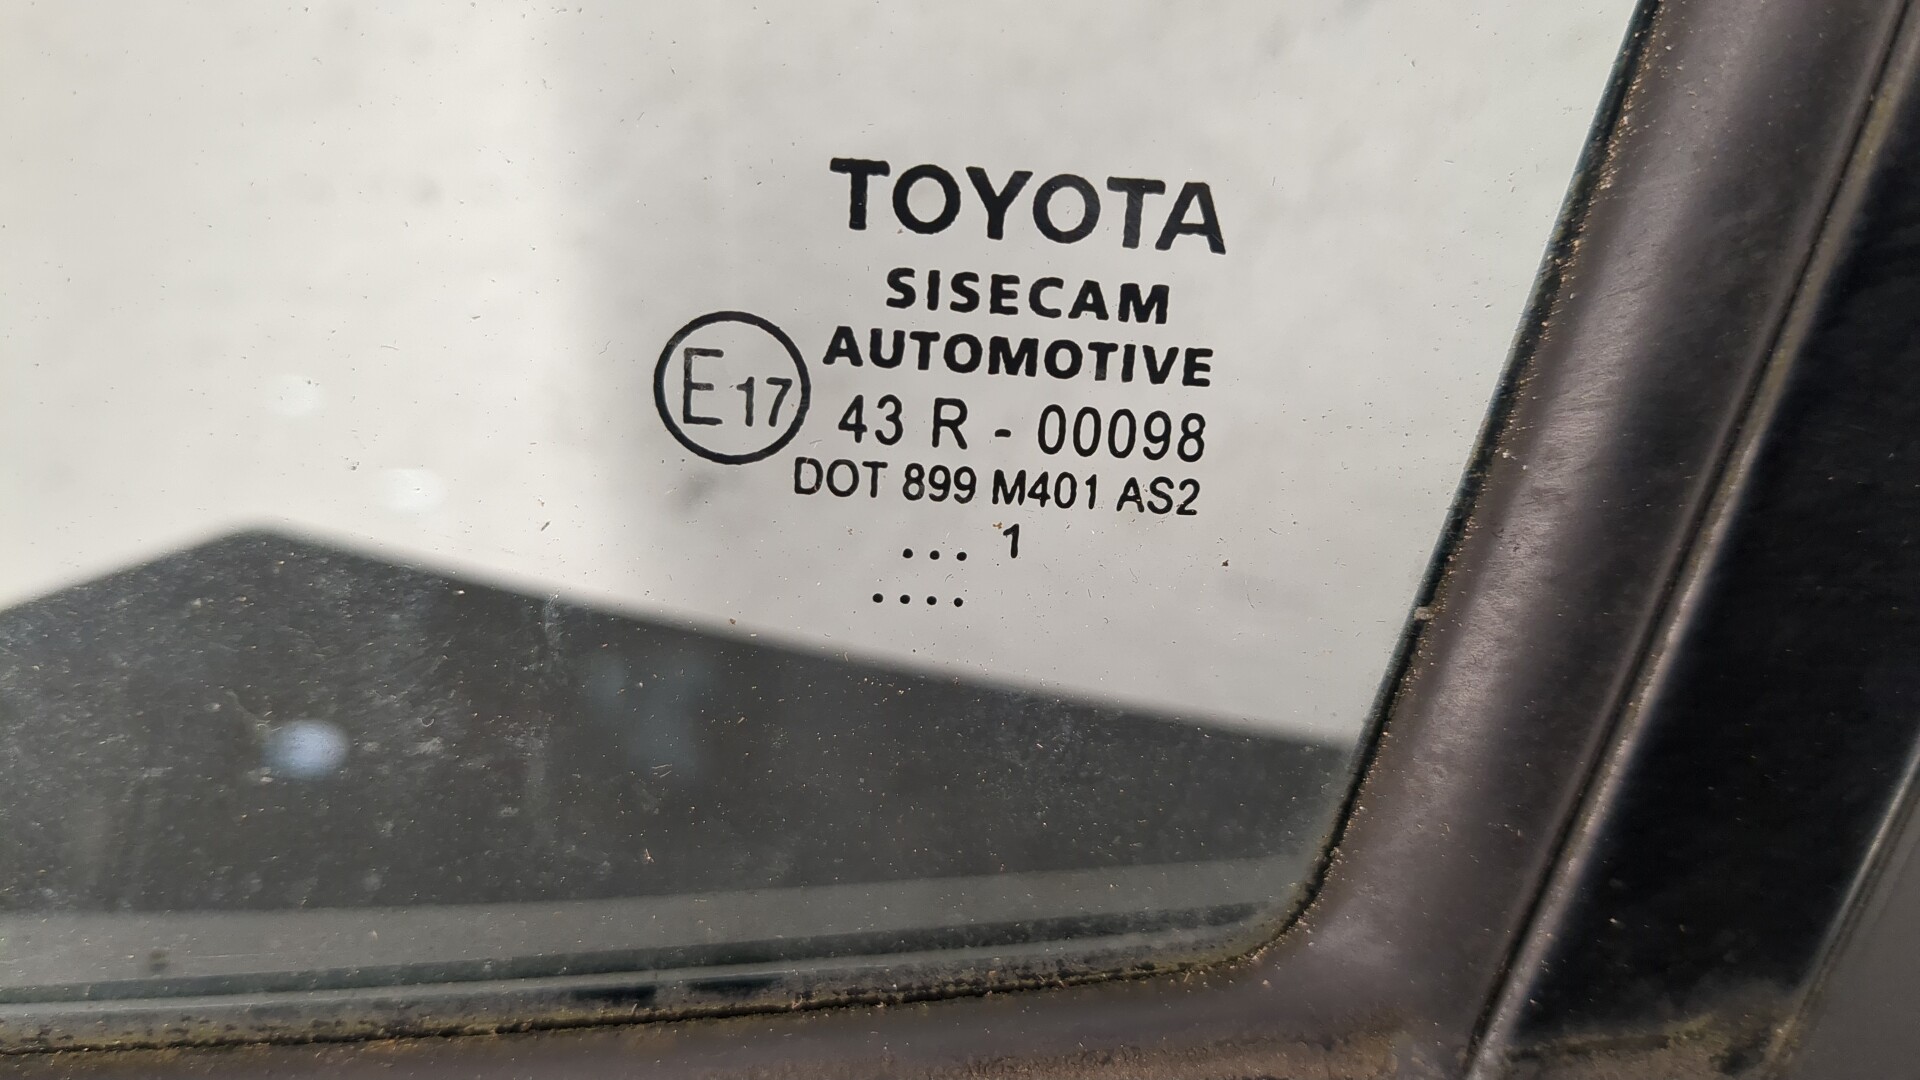 TOYOTA
SISECAM
AUTOMOTIVE
E17
43 R - 00098
DOT 899 M401 AS2
... 1
....